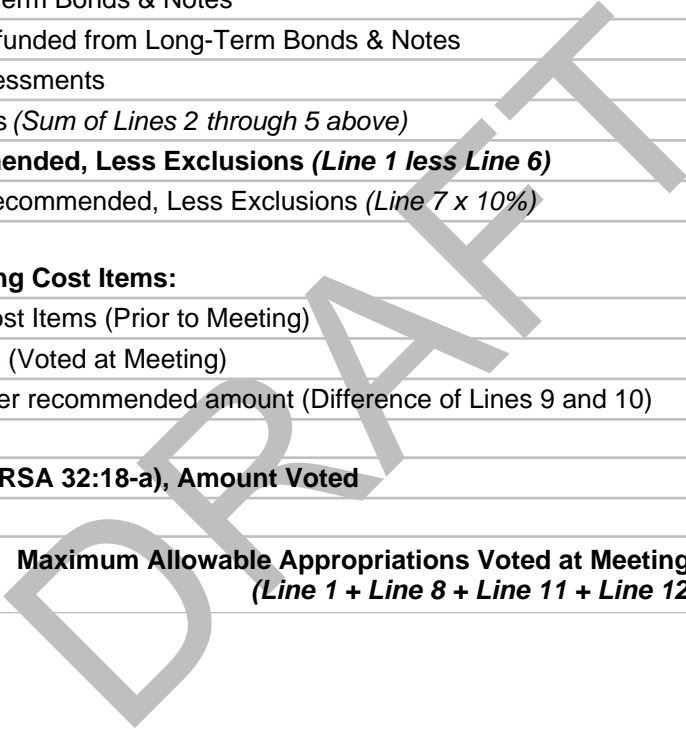 Term Bonds & Notes
funded from Long-Term Bonds & Notes
essments
s (Sum of Lines 2 through 5 above)
ended, Less Exclusions (Line 1 less Line 6)
ecommended, Less Exclusions (Line 7 x 10%)
ng Cost Items:
ost Items (Prior to Meeting)
(Voted at Meeting)
er recommended amount (Difference of Lines 9 and 10)
RSA 32:18-a), Amount Voted
Maximum Allowable Appropriations Voted at Meeting
(Line 1 + Line 8 + Line 11 + Line 12
DRAFT